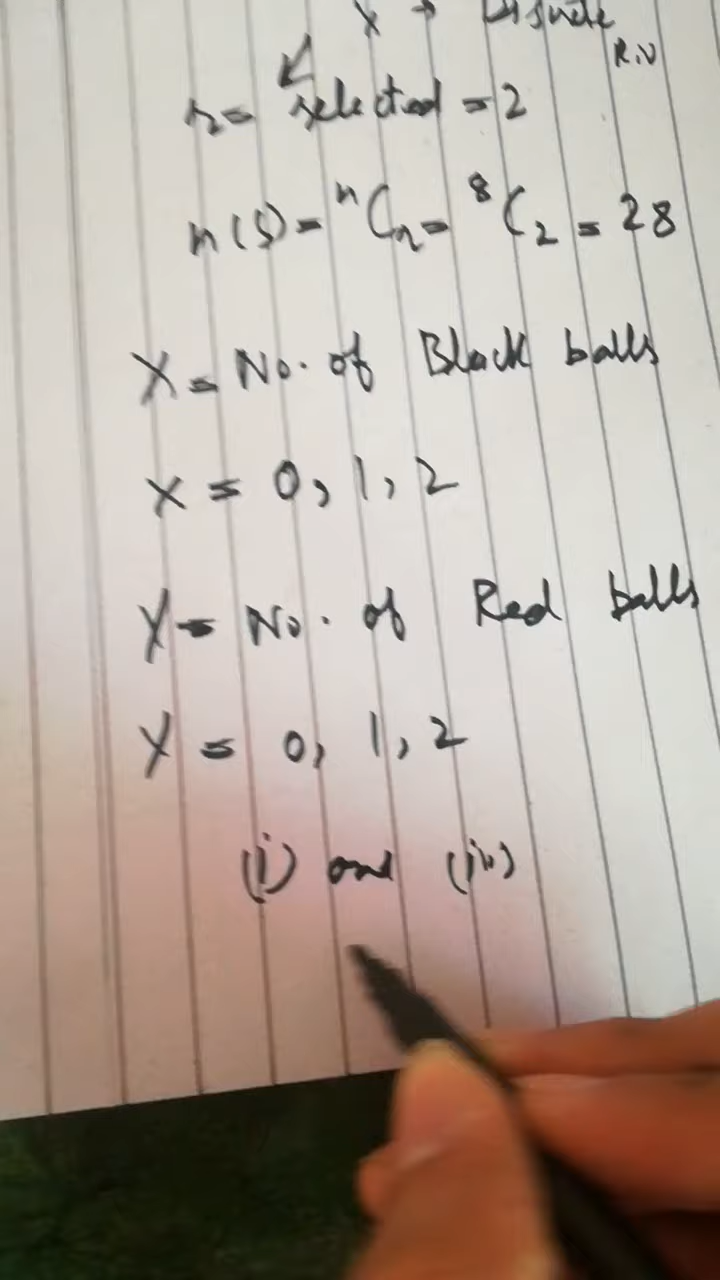 X → Discrete
R.V
r = selected = 2
n(S) = ⁿCᵣ = ⁸C₂ = 28
X = No. of Black balls
X = 0, 1, 2
Y = No. of Red balls
Y = 0, 1, 2
(i) and